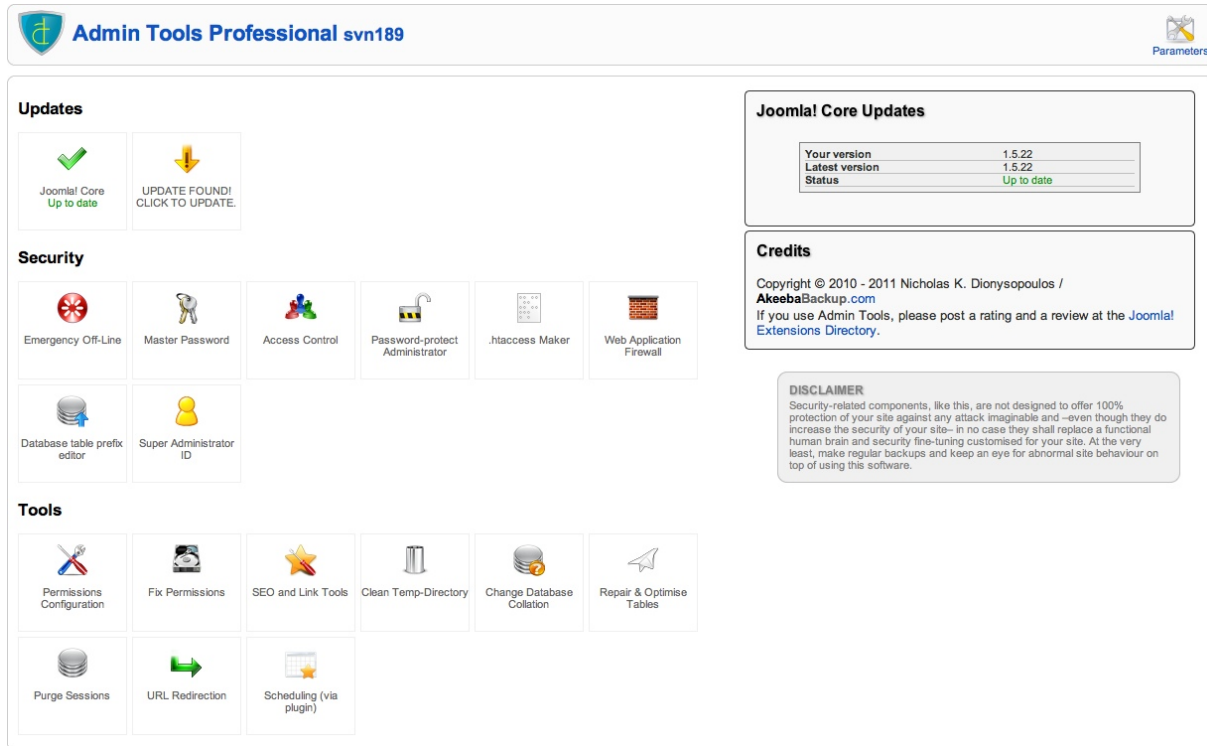 Admin Tools Professional svn189
Parameters
Updates
Joomla! Core
Up to date
UPDATE FOUND!
CLICK TO UPDATE.
Security
Emergency Off-Line
Master Password
Access Control
Password-protect
Administrator
.htaccess Maker
Web Application
Firewall
Database table prefix
editor
Super Administrator
ID
Tools
Permissions
Configuration
Fix Permissions
SEO and Link Tools
Clean Temp-Directory
Change Database
Collation
Repair & Optimise
Tables
Purge Sessions
URL Redirection
Scheduling (via
plugin)
Joomla! Core Updates
Your version 1.5.22
Latest version 1.5.22
Status Up to date
Credits
Copyright © 2010 - 2011 Nicholas K. Dionysopoulos /
AkeebaBackup.com
If you use Admin Tools, please post a rating and a review at the Joomla!
Extensions Directory.
DISCLAIMER
Security-related components, like this, are not designed to offer 100%
protection of your site against any attack imaginable and –even though they do
increase the security of your site– in no case they shall replace a functional
human brain and security fine-tuning customised for your site. At the very
least, make regular backups and keep an eye for abnormal site behaviour on
top of using this software.